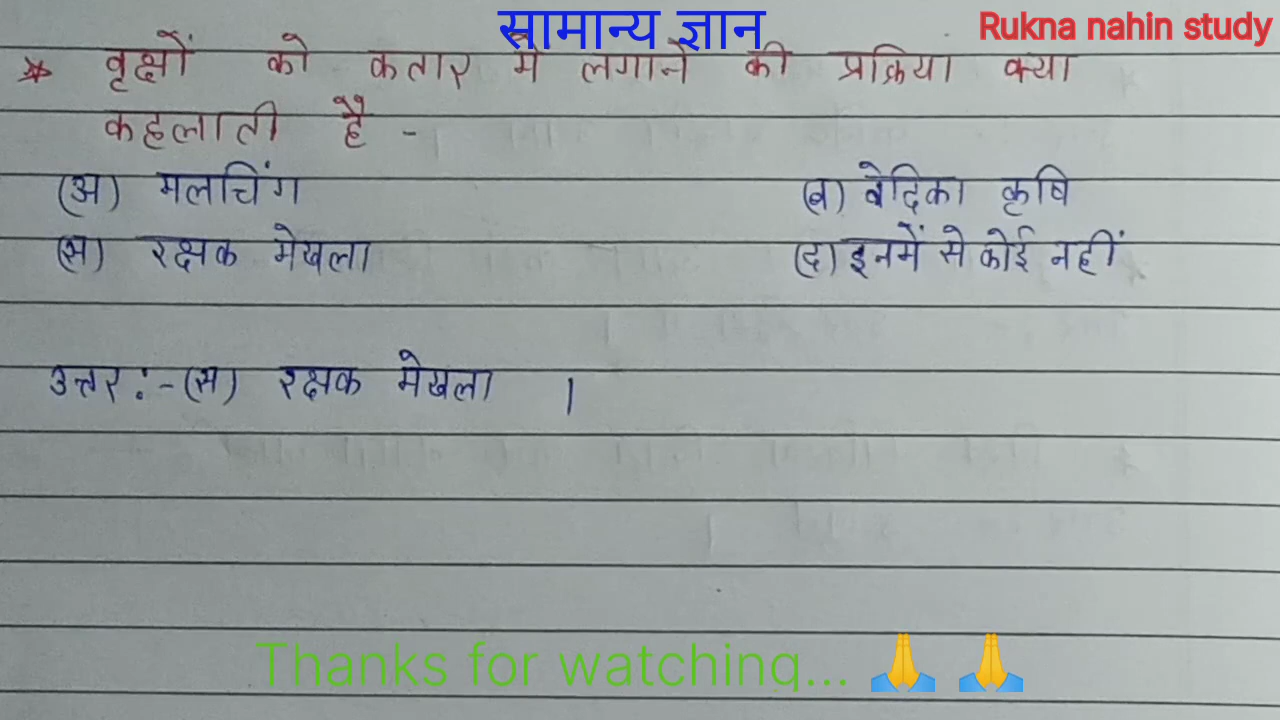 सामान्य ज्ञान
Rukna nahin study
* वृक्षों को कतार में लगाने की प्रक्रिया क्या
कहलाती है -
(अ) मलचिंग (ब) वेदिका कृषि
(स) रक्षक मेखला (द) इनमें से कोई नहीं
उत्तर :- (स) रक्षक मेखला ।
Thanks for watching... 🙏 🙏